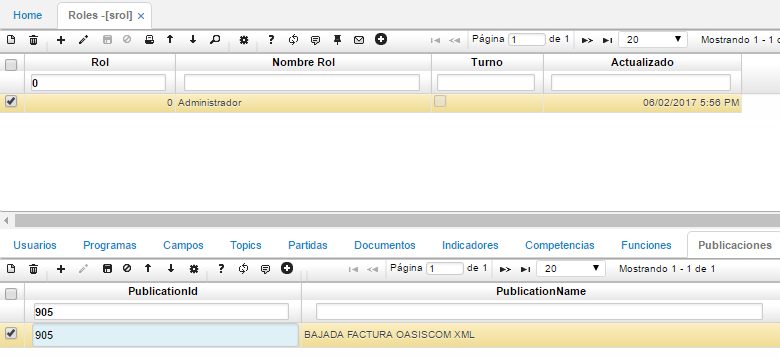 Home Roles -[srol] ×
Página 1 de 1 20 Mostrando 1 - 1 d
Rol Nombre Rol Turno Actualizado
0
0 Administrador 06/02/2017 5:56 PM
Usuarios Programas Campos Topics Partidas Documentos Indicadores Competencias Funciones Publicaciones
Página 1 de 1 20 Mostrando 1 - 1 de 1
PublicationId PublicationName
905
905 BAJADA FACTURA OASISCOM XML